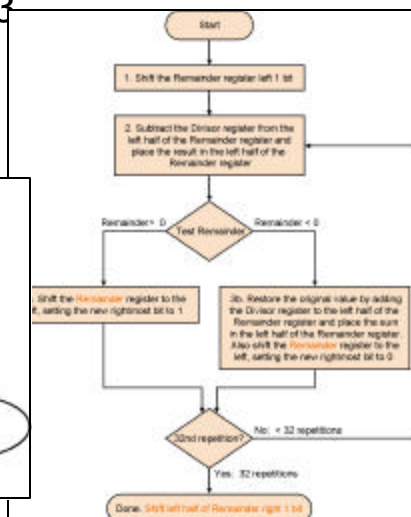 3
Start
1. Shift the Remainder register left 1 bit
2. Subtract the Divisor register from the
left half of the Remainder register and
place the result in the left half of the
Remainder register
Remainder> 0
Test Remainder
Remainder < 0
Shift the Remainder register to the
setting the new rightmost bit to 1
3b. Restore the original value by adding
the Divisor register to the left half of the
Remainder register and place the sum
in the left half of the Remainder register.
Also shift the Remainder register to the
left, setting the new rightmost bit to 0
32nd repetition?
No: < 32 repetitions
Yes: 32 repetitions
Done. Shift left half of Remainder right 1 bit